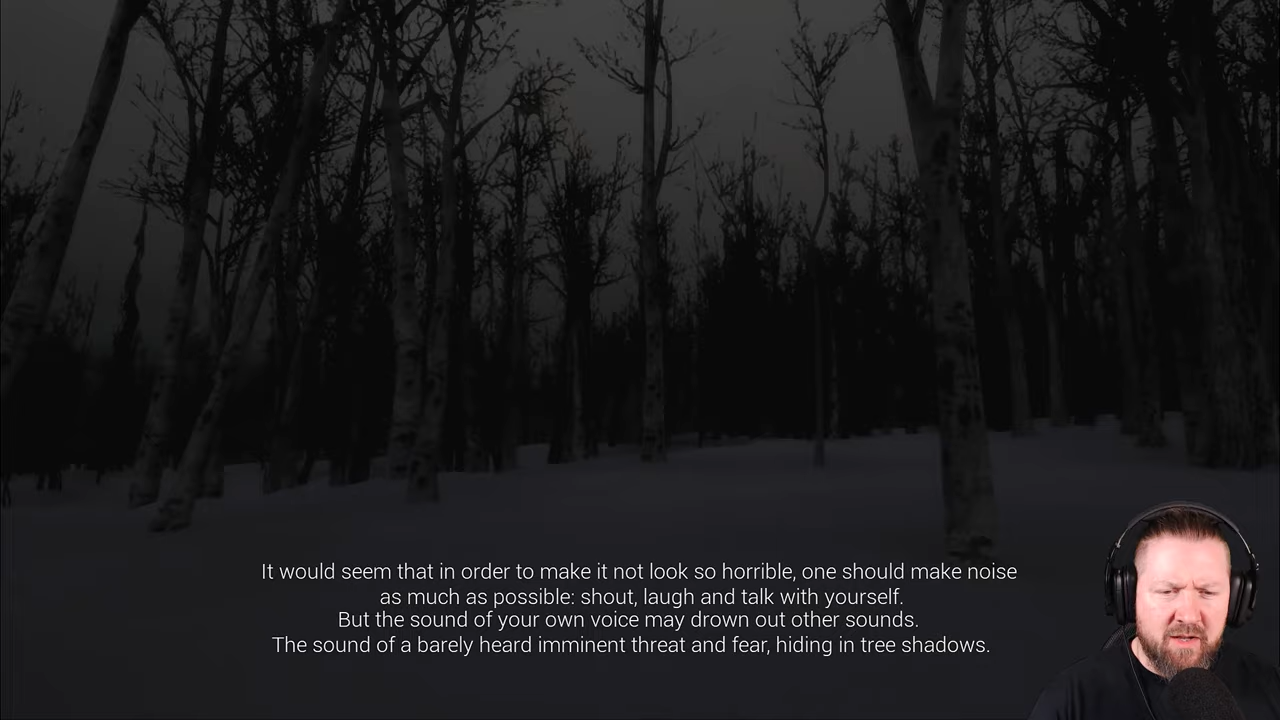 It would seem that in order to make it not look so horrible, one should make noise
as much as possible: shout, laugh and talk with yourself.
But the sound of your own voice may drown out other sounds.
The sound of a barely heard imminent threat and fear, hiding in tree shadows.